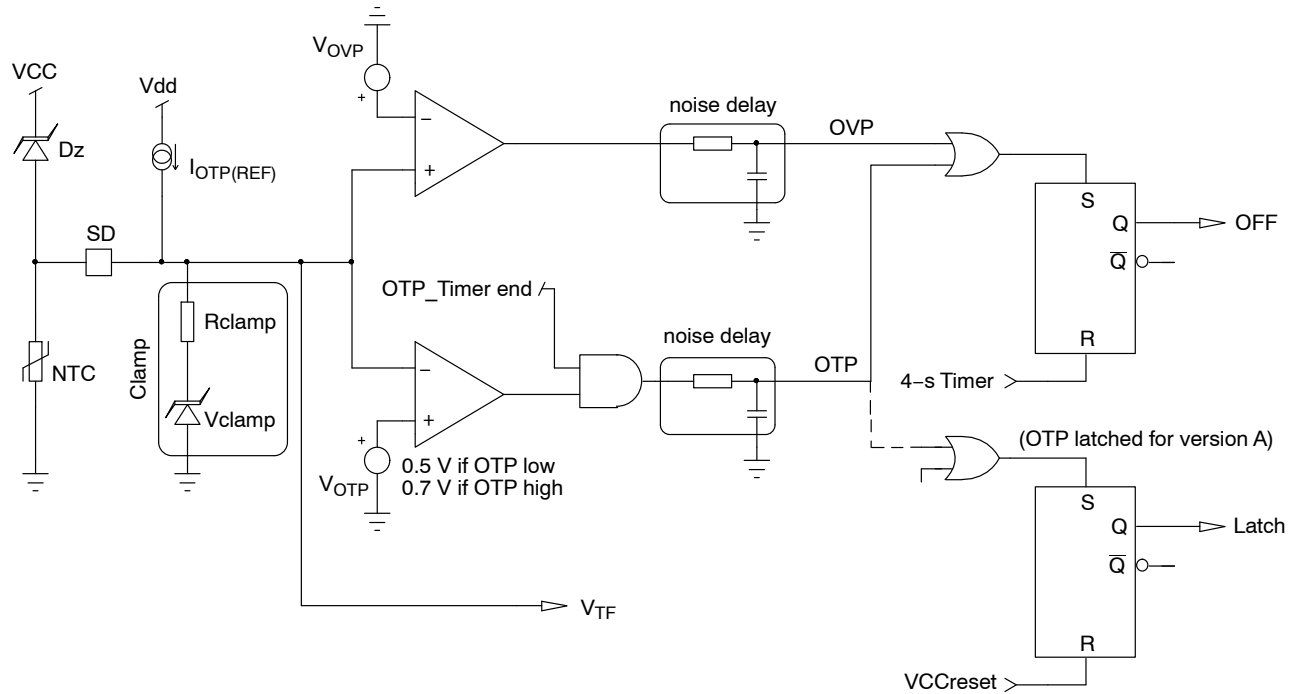 VCC
Dz
Vdd
I_OTP(REF)
SD
NTC
Clamp
Rclamp
Vclamp
V_OVP
+
−
+
noise delay
OVP
S
Q
OFF
Q̅
R
4−s Timer
OTP_Timer end
−
+
+
V_OTP
0.5 V if OTP low
0.7 V if OTP high
noise delay
OTP
(OTP latched for version A)
S
Q
Latch
Q̅
R
VCCreset
V_TF